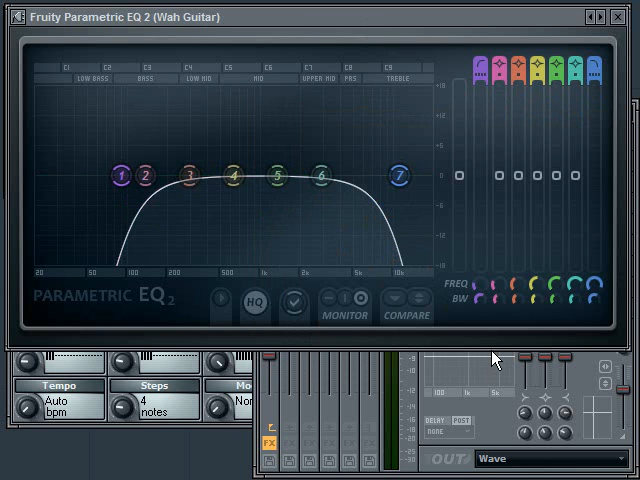 Fruity Parametric EQ 2 (Wah Guitar)
C1 C2 C3 C4 C5 C6 C7 C8 C9
LOW BASS BASS LOW MID MID UPPER MID PRS TREBLE
+18
+12
+6
0
-6
-12
-18
1 2 3 4 5 6 7
20 50 100 200 500 1k 2k 5k 10k
FREQ
BW
PARAMETRIC EQ 2
HQ
MONITOR COMPARE
Tempo Steps
Auto
bpm
4
notes
100 1k 5k
DELAY POST
NONE
FX
OUT Wave